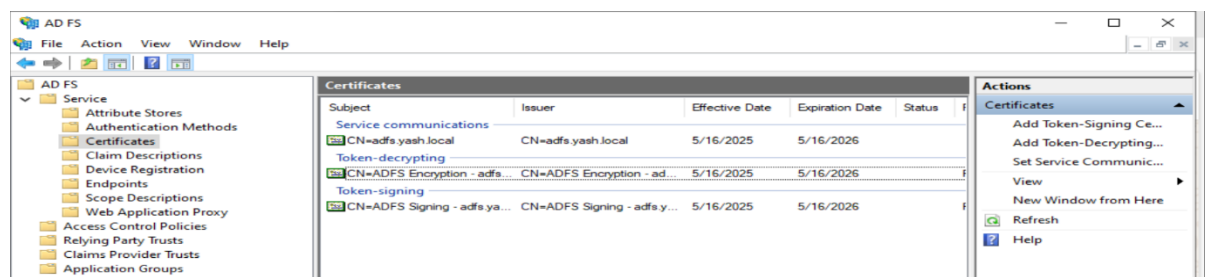 AD FS
File Action View Window Help
AD FS
Service
Attribute Stores
Authentication Methods
Certificates
Claim Descriptions
Device Registration
Endpoints
Scope Descriptions
Web Application Proxy
Access Control Policies
Relying Party Trusts
Claims Provider Trusts
Application Groups
Certificates
Subject Issuer Effective Date Expiration Date Status
Service communications
CN=adfs.yash.local CN=adfs.yash.local 5/16/2025 5/16/2026
Token-decrypting
CN=ADFS Encryption - adfs... CN=ADFS Encryption - ad... 5/16/2025 5/16/2026
Token-signing
CN=ADFS Signing - adfs.ya... CN=ADFS Signing - adfs.y... 5/16/2025 5/16/2026
Actions
Certificates
Add Token-Signing Ce...
Add Token-Decrypting...
Set Service Communic...
View
New Window from Here
Refresh
Help